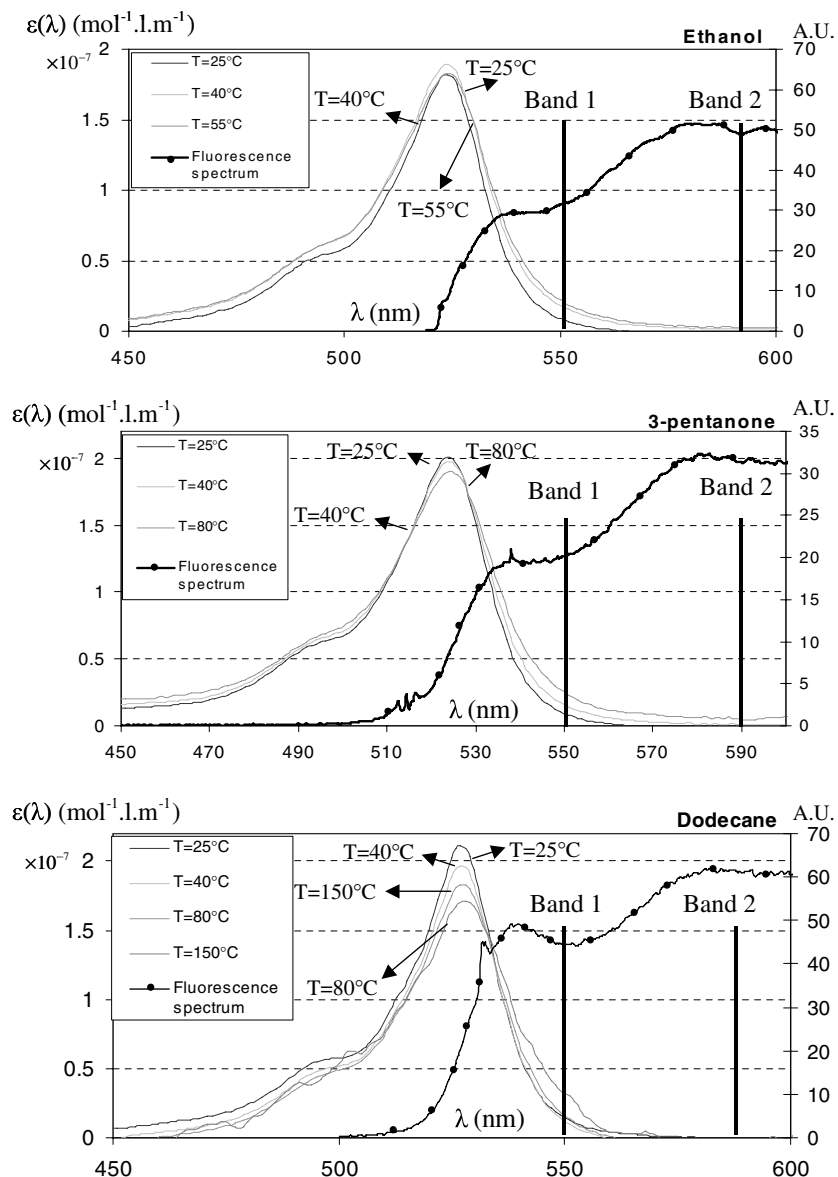 ε(λ) (mol⁻¹.l.m⁻¹)
A.U.
×10⁻⁷
Ethanol
T=25°C
T=40°C
T=55°C
Fluorescence
spectrum
T=25°C
T=40°C
T=55°C
Band 1
Band 2
λ (nm)
2
1.5
1
0.5
0
70
60
50
40
30
20
10
0
450
500
550
600
ε(λ) (mol⁻¹.l.m⁻¹)
A.U.
×10⁻⁷
3-pentanone
T=25°C
T=40°C
T=80°C
Fluorescence
spectrum
T=25°C
T=80°C
T=40°C
Band 1
Band 2
λ (nm)
2
1.5
1
0.5
0
35
30
25
20
15
10
5
0
450
470
490
510
530
550
570
590
ε(λ) (mol⁻¹.l.m⁻¹)
A.U.
×10⁻⁷
Dodecane
T=25°C
T=40°C
T=80°C
T=150°C
Fluorescence
spectrum
T=40°C
T=25°C
T=150°C
T=80°C
Band 1
Band 2
λ (nm)
2
1.5
1
0.5
0
70
60
50
40
30
20
10
0
450
500
550
600